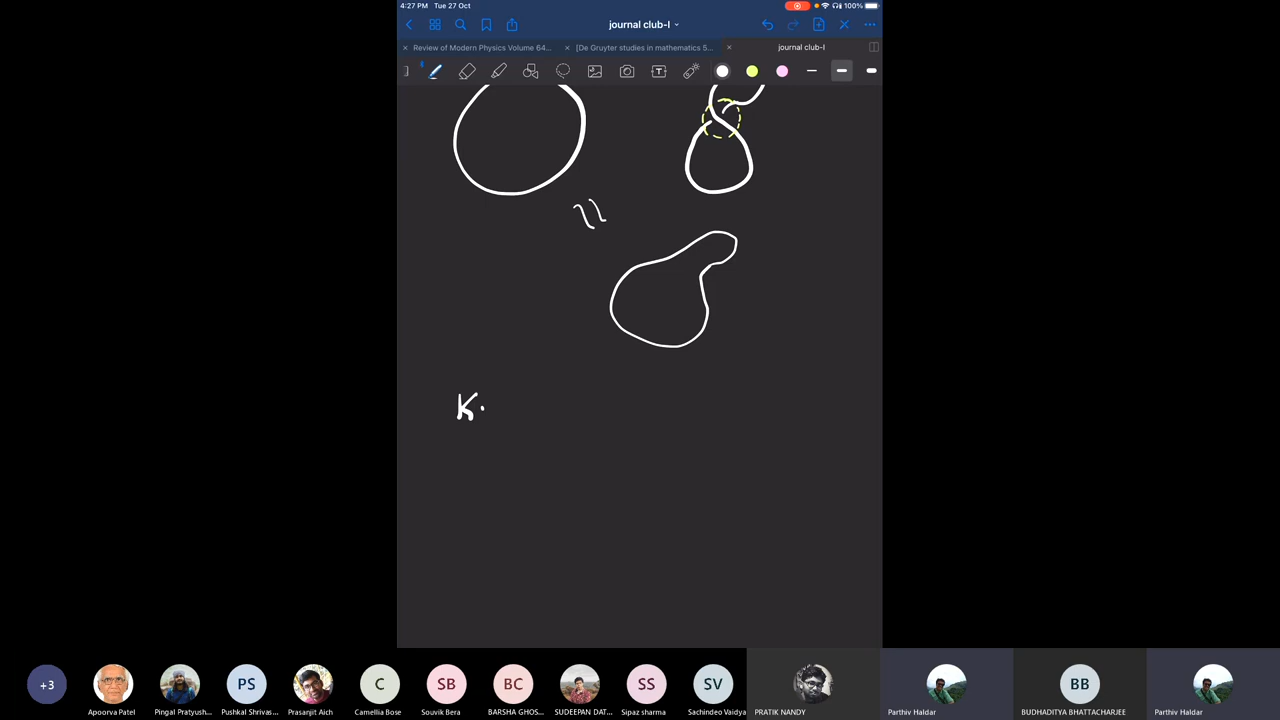 4:27 PM Tue 27 Oct
100%
journal club-I
Review of Modern Physics Volume 64...
[De Gruyter studies in mathematics 5...
journal club-I
K.
+3
Apoorva Patel
Pingal Pratyush...
PS
Pushkal Shrivas...
Prasanjit Aich
C
Camellia Bose
SB
Souvik Bera
BC
BARSHA GHOS...
SUDEEPAN DAT...
SS
Sipaz sharma
SV
Sachindeo Vaidya
PRATIK NANDY
Parthiv Haldar
BB
BUDHADITYA BHATTACHARJEE
Parthiv Haldar